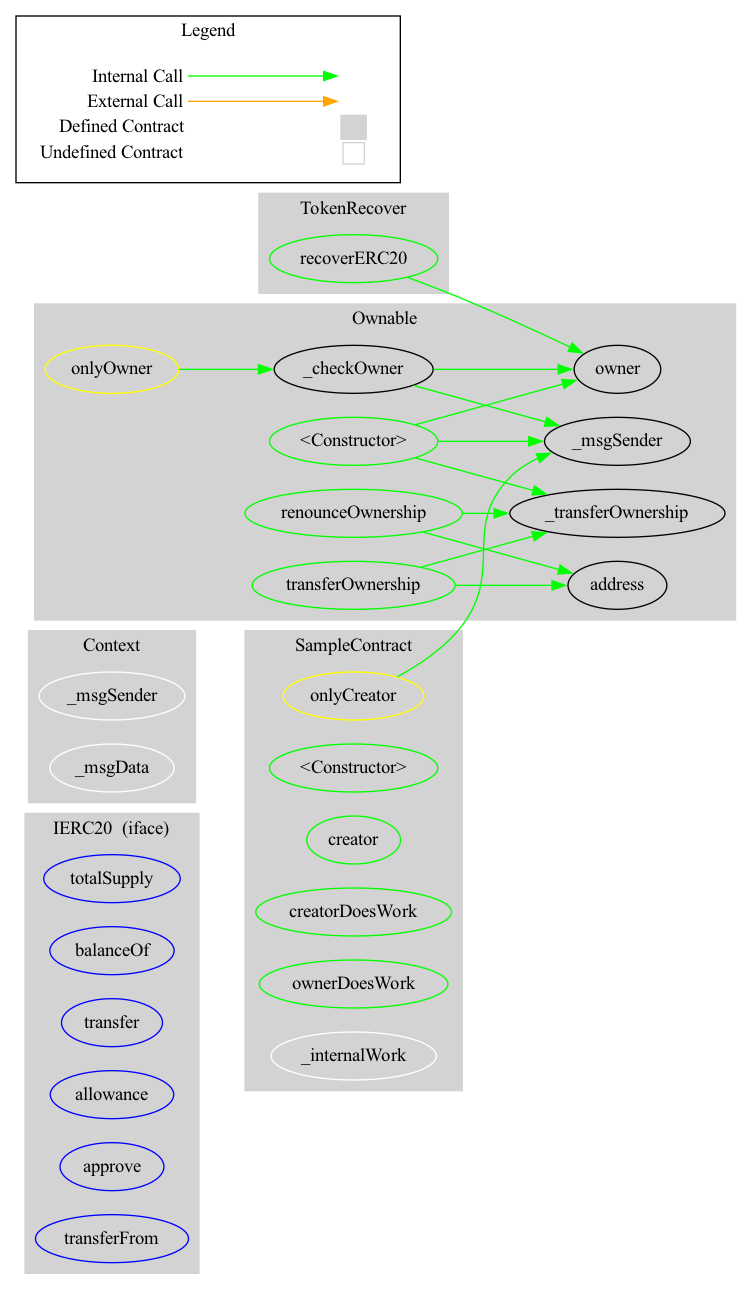 Legend
Internal Call
External Call
Defined Contract
Undefined Contract
TokenRecover
recoverERC20
Ownable
onlyOwner
_checkOwner
owner
<Constructor>
_msgSender
renounceOwnership
_transferOwnership
transferOwnership
address
Context
_msgSender
_msgData
SampleContract
onlyCreator
<Constructor>
creator
creatorDoesWork
ownerDoesWork
_internalWork
IERC20  (iface)
totalSupply
balanceOf
transfer
allowance
approve
transferFrom